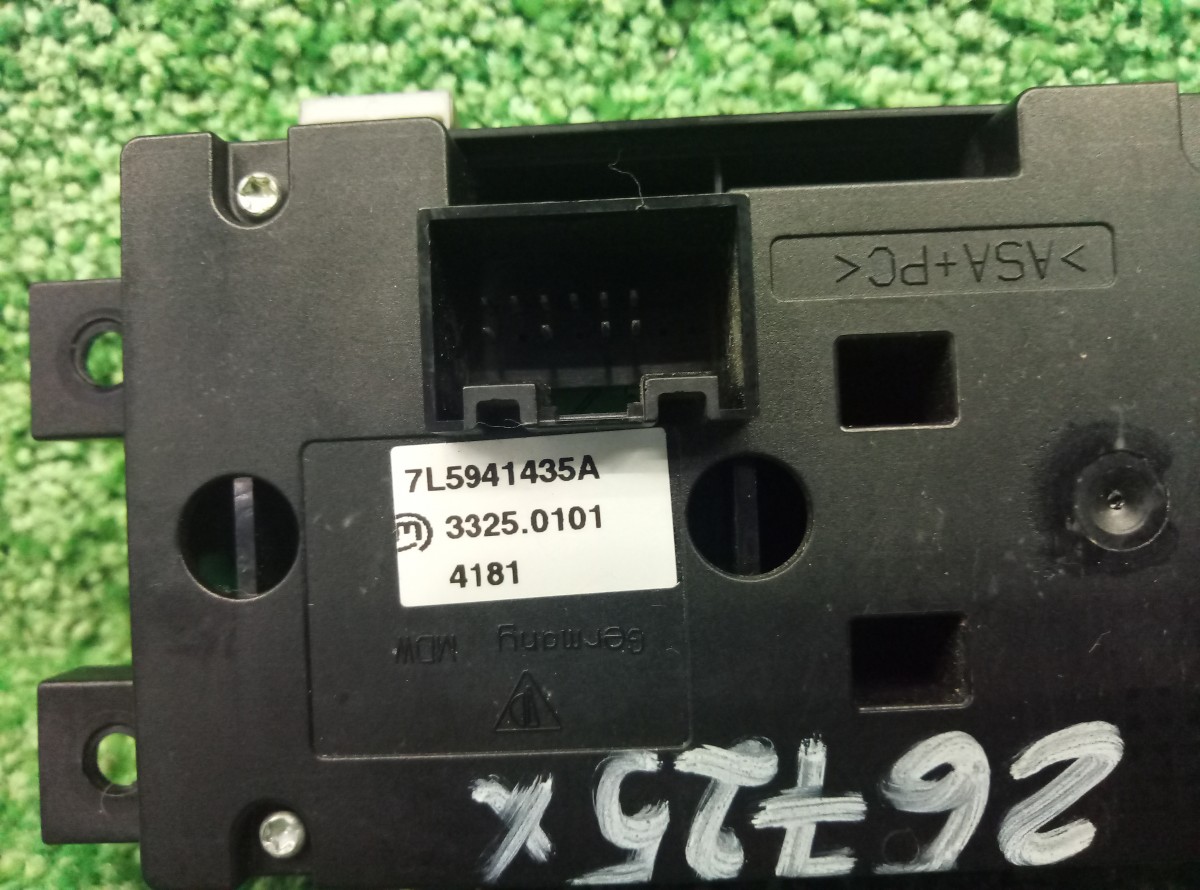 >ASA+PC<
7L5941435A
3325.0101
4181
Germany MDW
26725x